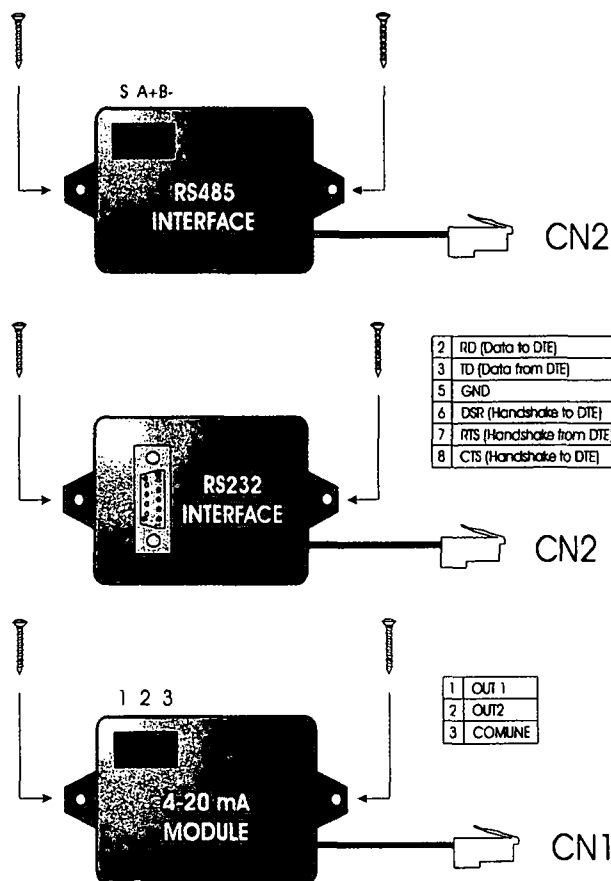 S A+B-
RS485
INTERFACE
CN2
2 RD (Data to DTE)
3 TD (Data from DTE)
5 GND
6 DSR (Handshake to DTE)
7 RTS (Handshake from DTE)
8 CTS (Handshake to DTE)
RS232
INTERFACE
CN2
1 2 3
1 OUT 1
2 OUT2
3 COMUNE
4-20 mA
MODULE
CN1